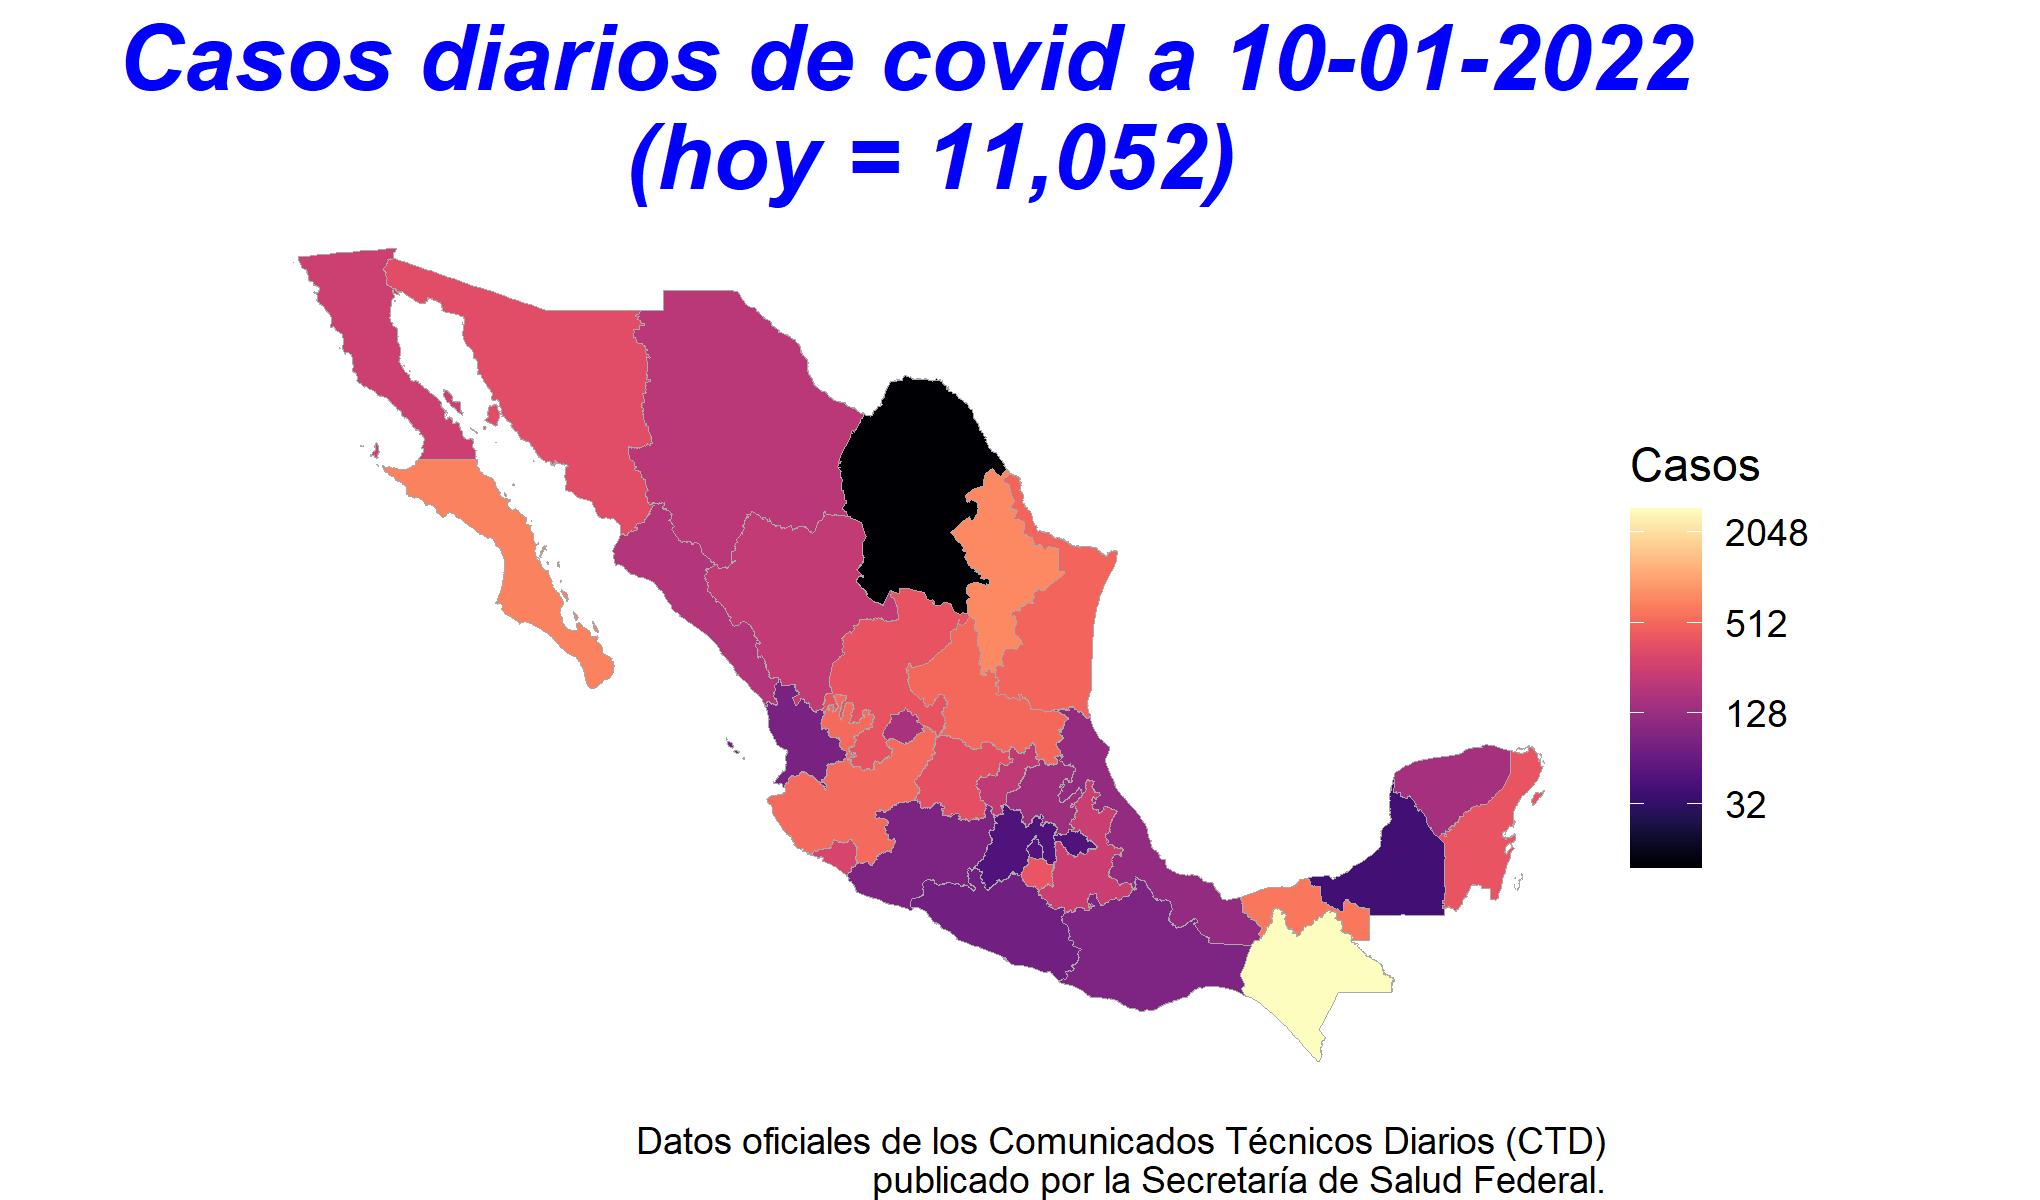 Casos diarios de covid a 10-01-2022
(hoy = 11,052)
Casos
2048
512
128
32
Datos oficiales de los Comunicados Técnicos Diarios (CTD)
publicado por la Secretaría de Salud Federal.